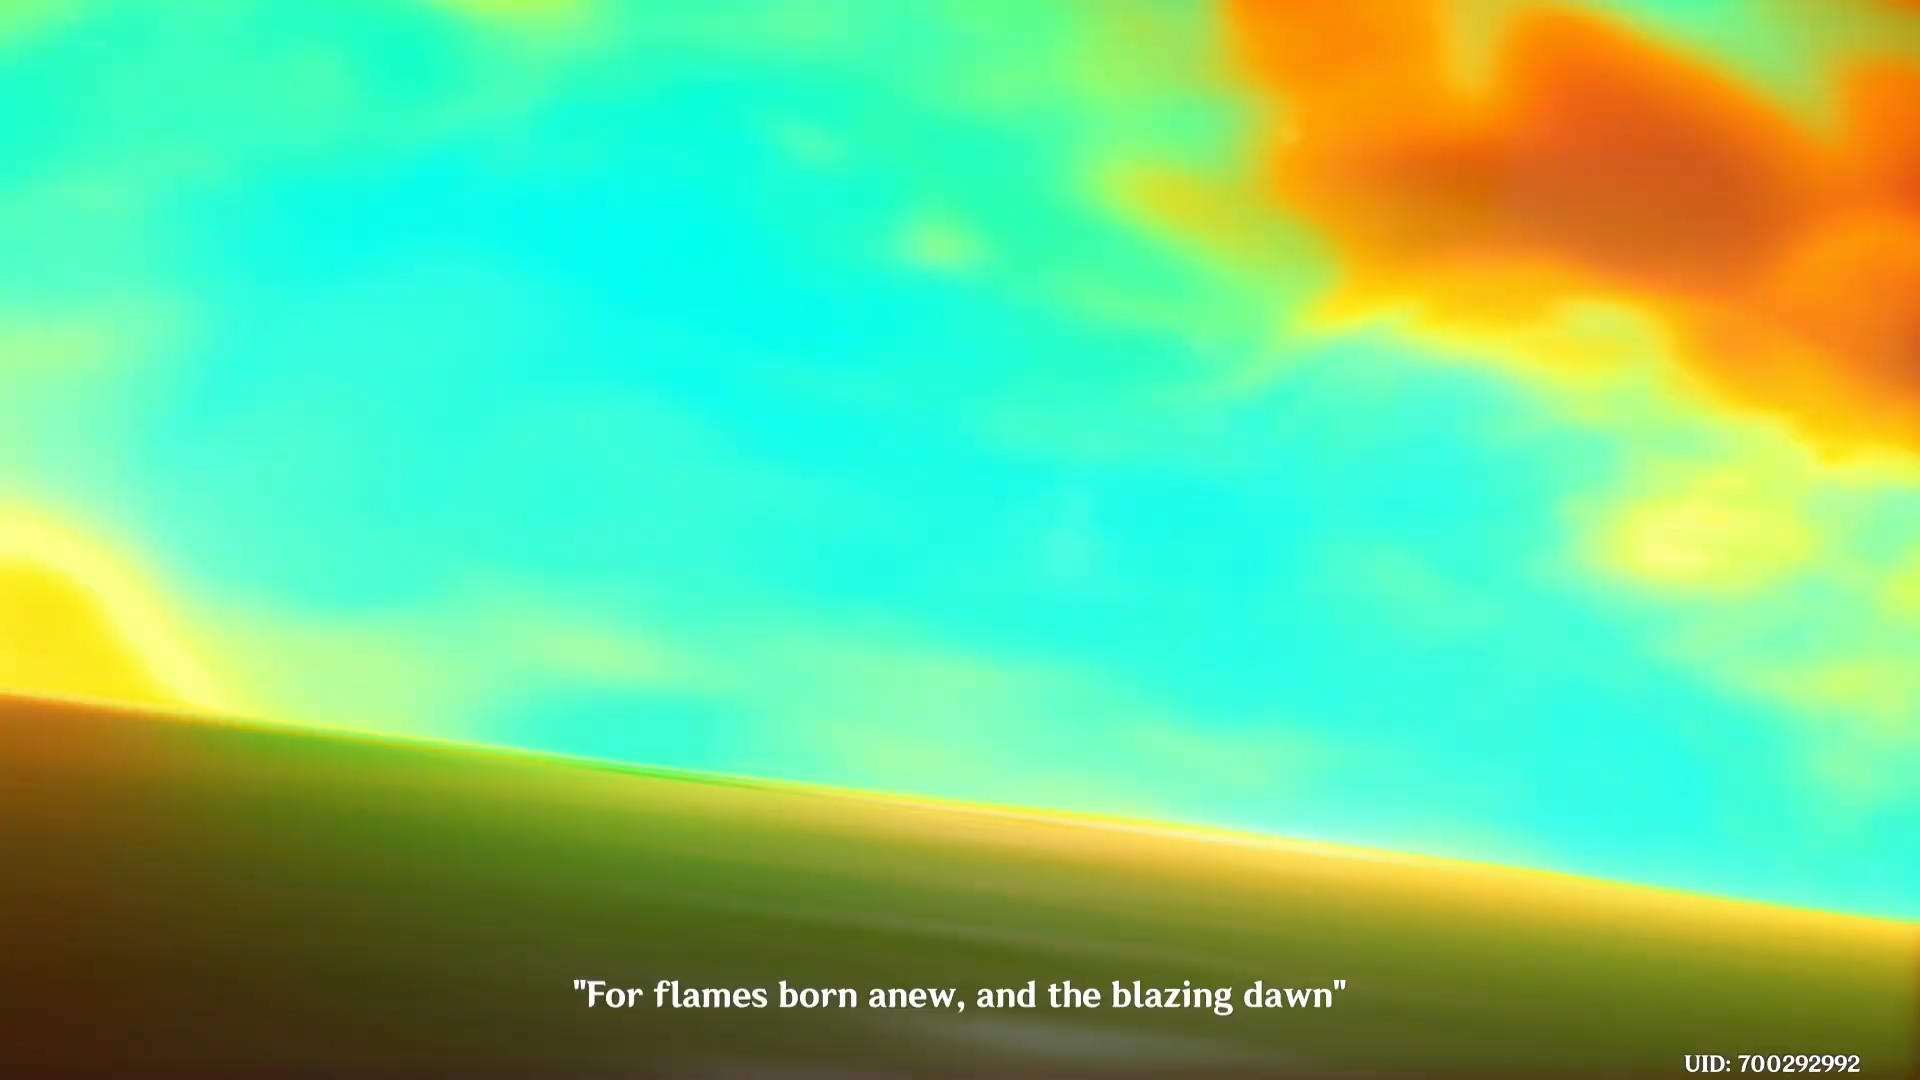 "For flames born anew, and the blazing dawn"
UID: 700292992